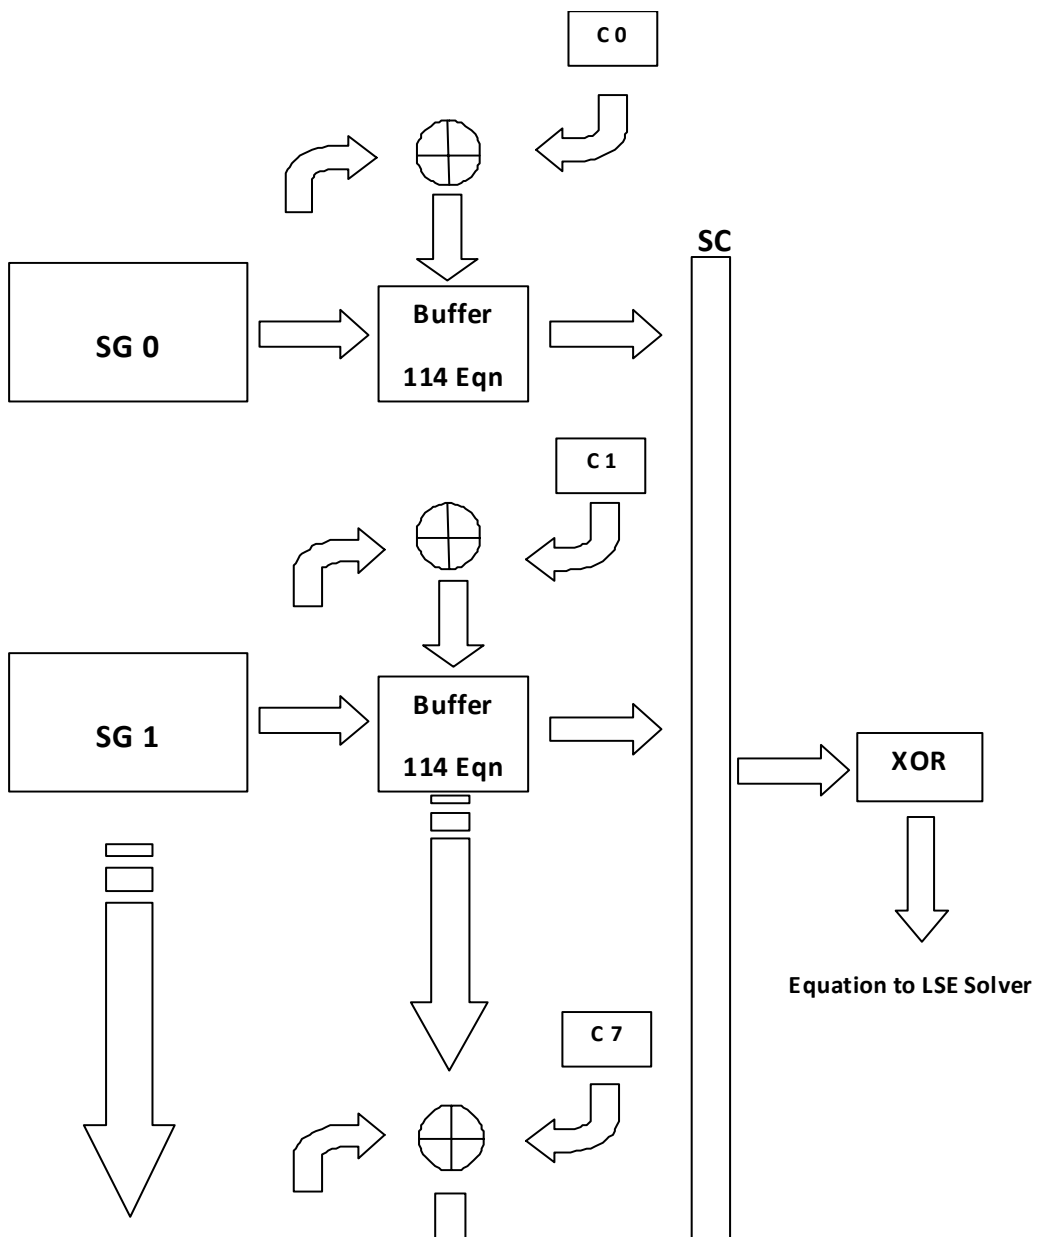 C 0
SC
SG 0
Buffer
114 Eqn
C 1
SG 1
Buffer
114 Eqn
XOR
Equation to LSE Solver
C 7